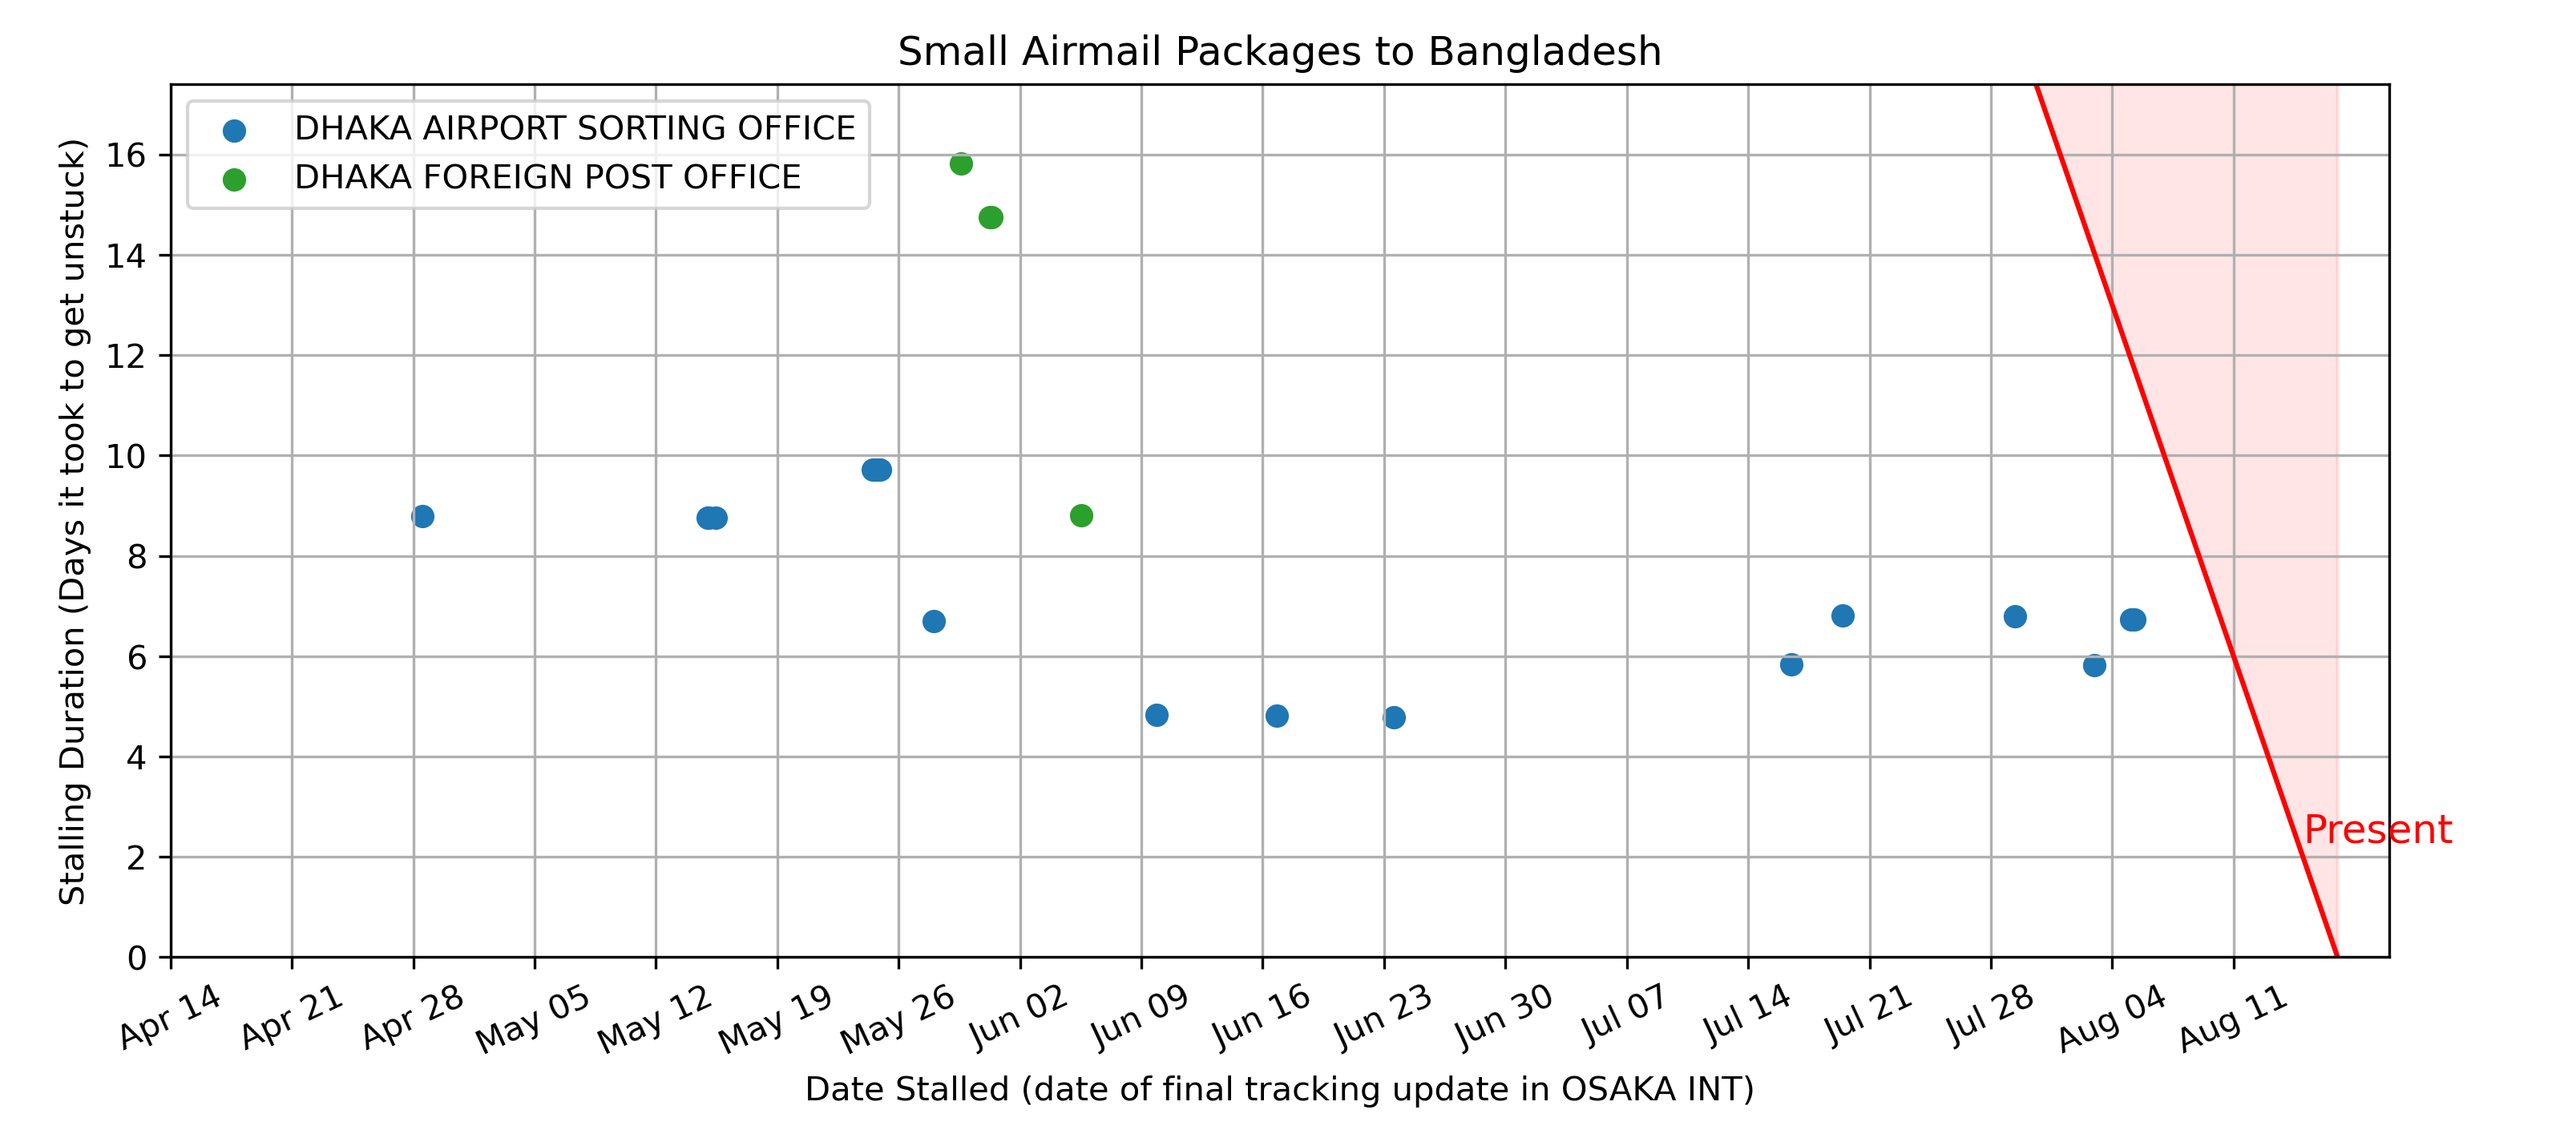 Small Airmail Packages to Bangladesh
DHAKA AIRPORT SORTING OFFICE
DHAKA FOREIGN POST OFFICE
Stalling Duration (Days it took to get unstuck)
16
14
12
10
8
6
4
2
0
Present
Apr 14
Apr 21
Apr 28
May 05
May 12
May 19
May 26
Jun 02
Jun 09
Jun 16
Jun 23
Jun 30
Jul 07
Jul 14
Jul 21
Jul 28
Aug 04
Aug 11
Date Stalled (date of final tracking update in OSAKA INT)